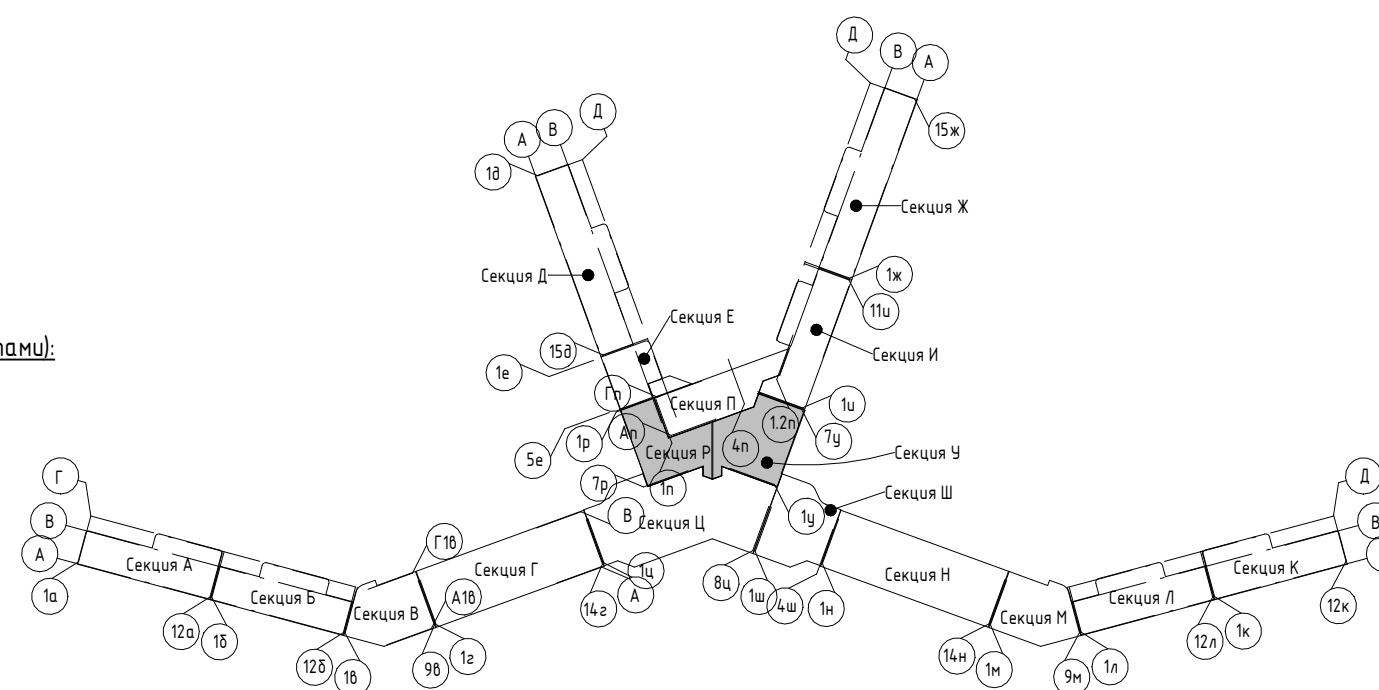 Д
В
А
15ж
Д
В
А
1д
Секция Ж
1ж
11и
Секция Д
Секция Е
Секция И
15д
1е
Гп
Секция П
1и
1.2п
7у
Ап
4п
1р
5е
Секция Р
Секция У
7р
1п
Секция Ш
1у
В
Секция Ц
тами):
Г
В
А
1а
Секция А
12а
1б
Секция Б
12б
1в
Секция В
Г1в
А1в
9в
1г
Секция Г
14г
1ц
А
8ц
1ш
4ш
1н
Секция Н
14н
1м
Секция М
9м
1л
Секция Л
12л
1к
Секция К
12к
Д
В